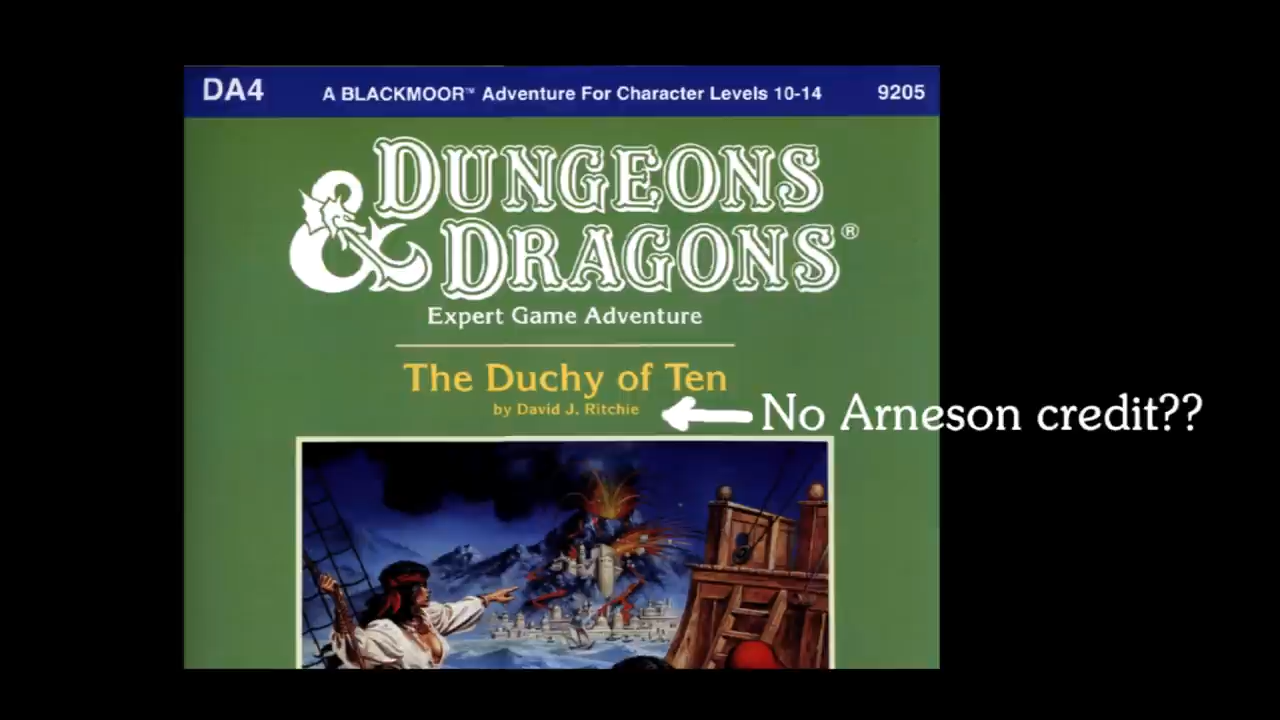 DA4
A BLACKMOOR™ Adventure For Character Levels 10-14
9205
DUNGEONS
& DRAGONS®
Expert Game Adventure
The Duchy of Ten
by David J. Ritchie
No Arneson credit??